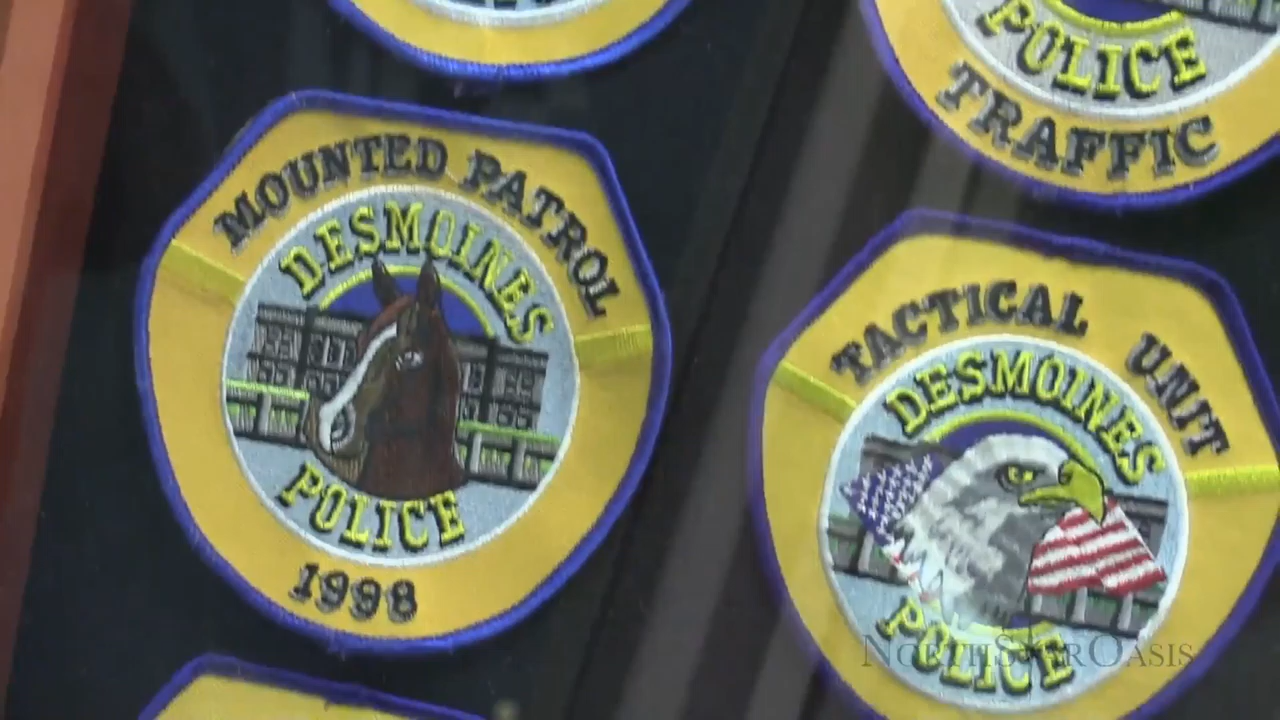 MOUNTED PATROL
DESMOINES
POLICE
1998
POLICE
TRAFFIC
TACTICAL UNIT
DESMOINES
POLICE
NORTHSTAROASIS